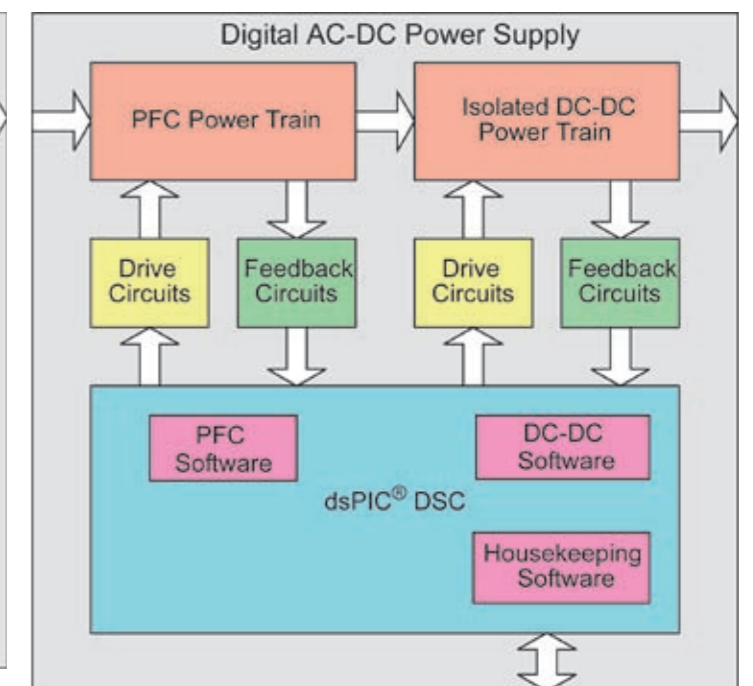 Digital AC-DC Power Supply
PFC Power Train
Isolated DC-DC
Power Train
Drive
Circuits
Feedback
Circuits
Drive
Circuits
Feedback
Circuits
PFC
Software
DC-DC
Software
dsPIC® DSC
Housekeeping
Software